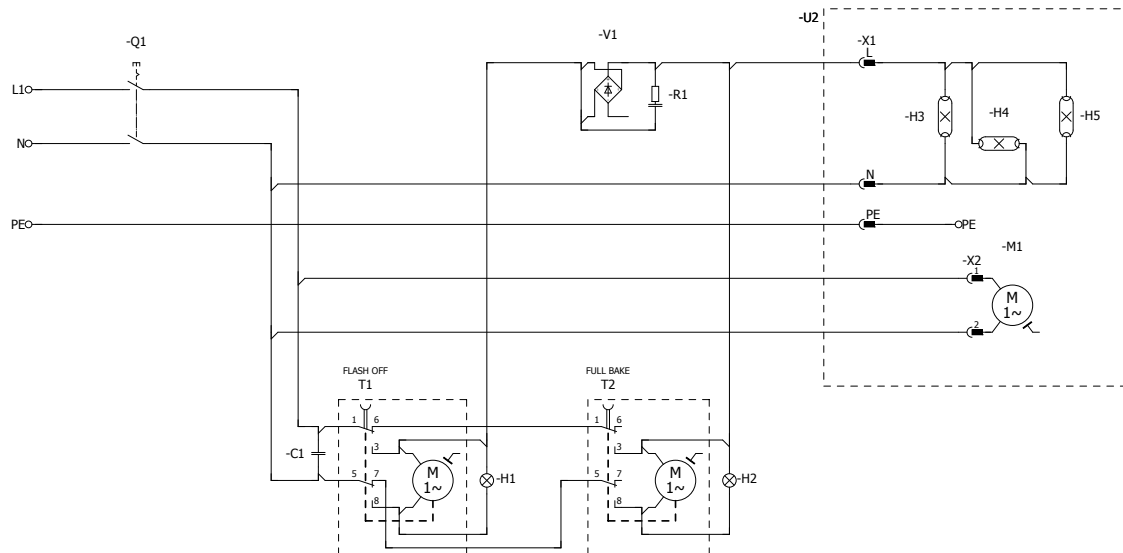 -U2
-Q1
-V1
-X1
L
L1
-R1
-H3
-H4
-H5
N
N
PE
PE
PE
-M1
-X2
1
M
1~
2
FLASH OFF
T1
FULL BAKE
T2
1
6
1
6
3
3
-C1
5
7
M
1~
-H1
5
7
M
1~
-H2
8
8